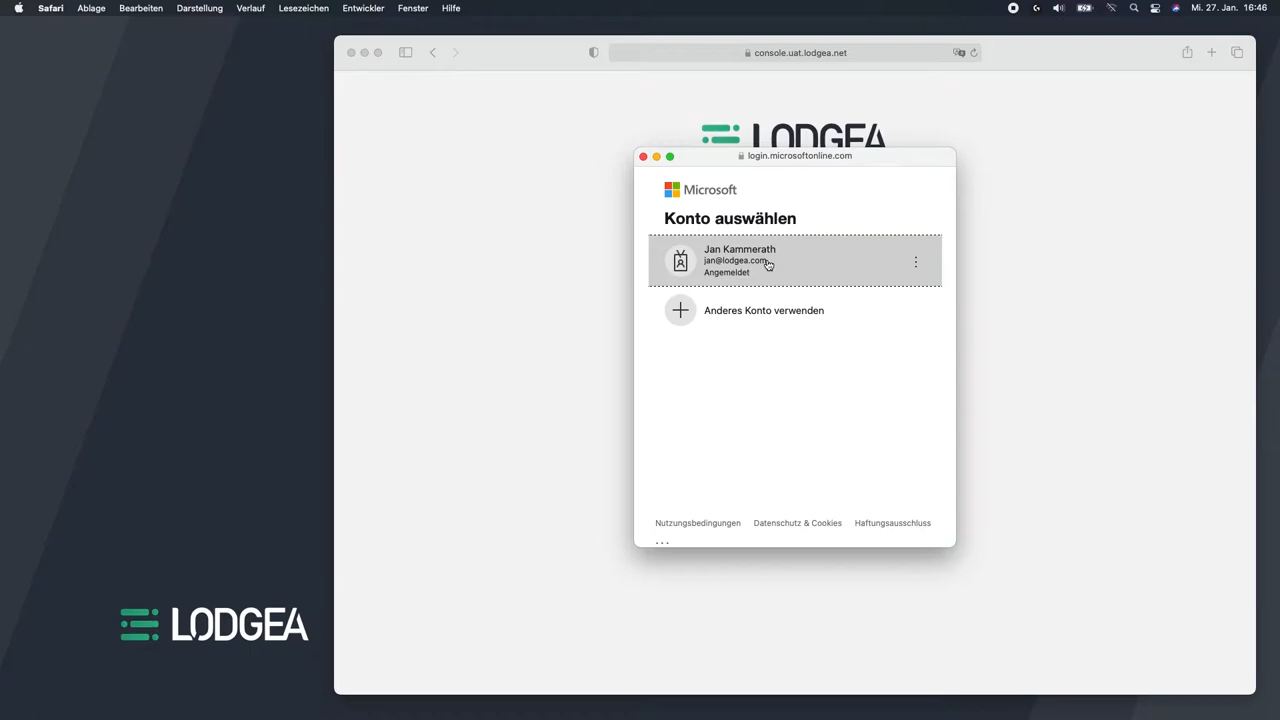 Safari Ablage Bearbeiten Darstellung Verlauf Lesezeichen Entwickler Fenster Hilfe Mi. 27. Jan. 16:46
console.uat.lodgea.net
LODGEA
login.microsoftonline.com
Microsoft
Konto auswählen
Jan Kammerath
jan@lodgea.com
Angemeldet
Anderes Konto verwenden
Nutzungsbedingungen Datenschutz & Cookies Haftungsausschluss
...
LODGEA